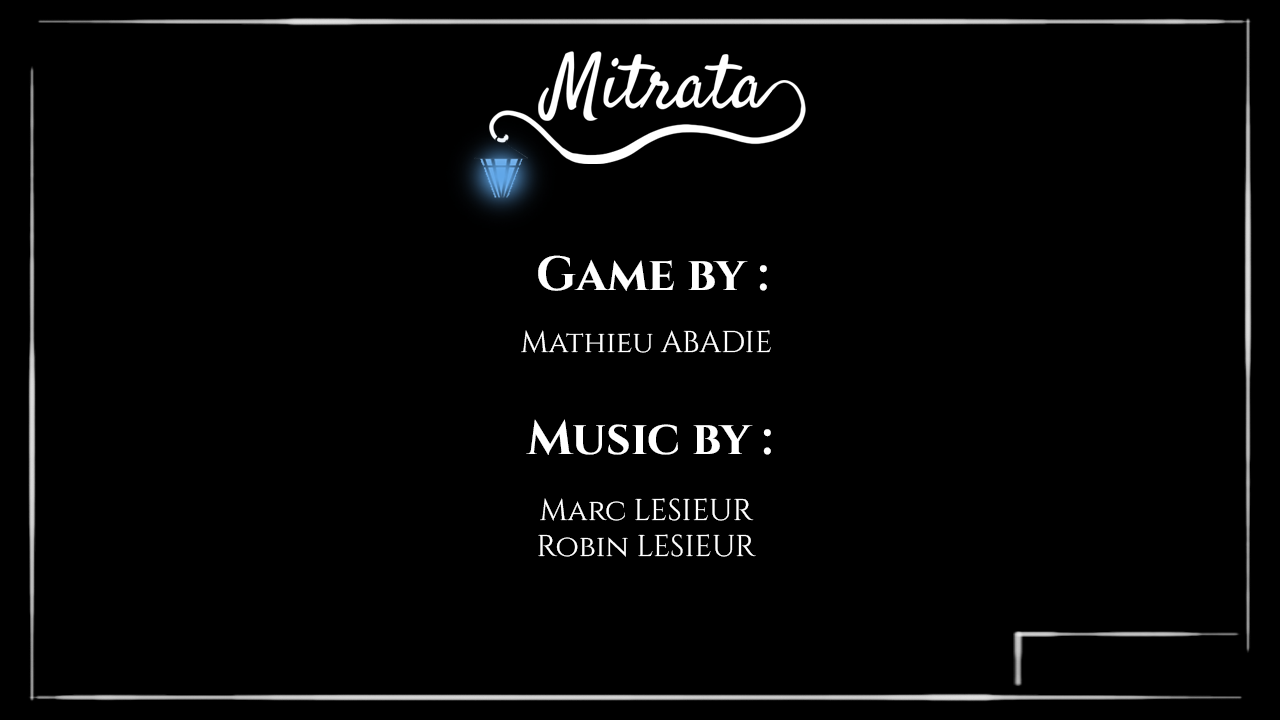 Mitrata
Game by :
Mathieu ABADIE
Music by :
Marc LESIEUR
Robin LESIEUR